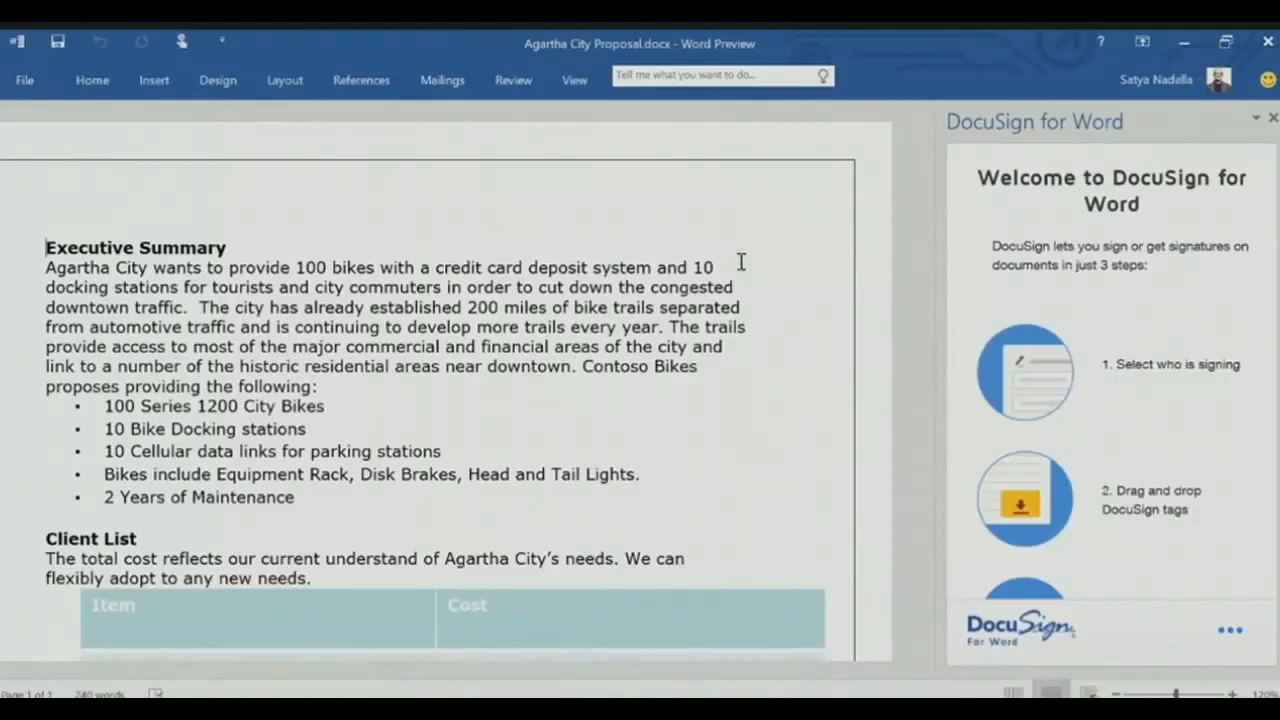 Agartha City Proposal.docx - Word Preview
?
File Home Insert Design Layout References Mailings Review View Tell me what you want to do... Satya Nadella
DocuSign for Word
Welcome to DocuSign for
Word
DocuSign lets you sign or get signatures on
documents in just 3 steps:
1. Select who is signing
2. Drag and drop
DocuSign tags
DocuSign
For Word
Executive Summary
Agartha City wants to provide 100 bikes with a credit card deposit system and 10
docking stations for tourists and city commuters in order to cut down the congested
downtown traffic.  The city has already established 200 miles of bike trails separated
from automotive traffic and is continuing to develop more trails every year. The trails
provide access to most of the major commercial and financial areas of the city and
link to a number of the historic residential areas near downtown. Contoso Bikes
proposes providing the following:
• 100 Series 1200 City Bikes
• 10 Bike Docking stations
• 10 Cellular data links for parking stations
• Bikes include Equipment Rack, Disk Brakes, Head and Tail Lights.
• 2 Years of Maintenance
Client List
The total cost reflects our current understand of Agartha City's needs. We can
flexibly adopt to any new needs.
Item Cost
Page 1 of 1 240 words 120%